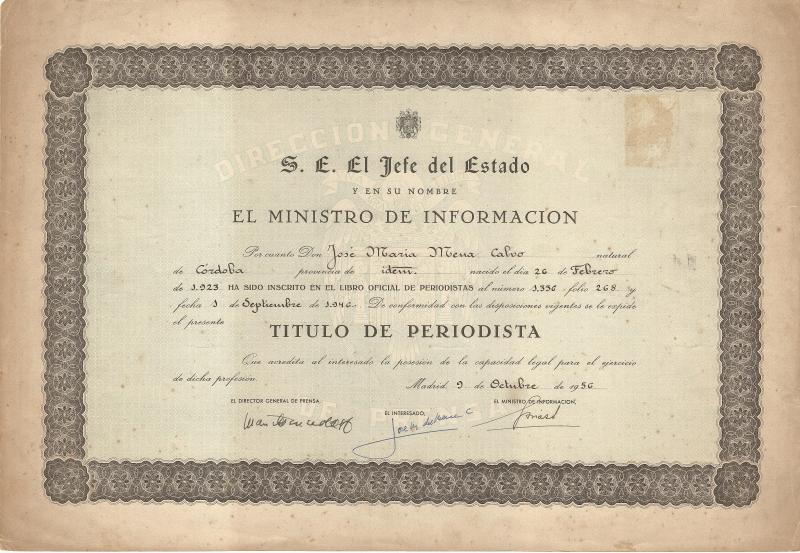 DIRECCION GENERAL
S. E. El Jefe del Estado
Y EN SU NOMBRE
EL MINISTRO DE INFORMACION
Por cuanto Don José María Mena Calvo natural
de Córdoba provincia de idem. nacido el día 26 de Febrero
de 1.923 HA SIDO INSCRITO EN EL LIBRO OFICIAL DE PERIODISTAS al número 1.336 folio 268 y
fecha 1 de Septiembre de 1.946. De conformidad con las disposiciones vigentes se le expide
el presente
TITULO DE PERIODISTA
Que acredita al interesado la posesión de la capacidad legal para el ejercicio
de dicha profesión.
Madrid 9 de Octubre de 1956
EL DIRECTOR GENERAL DE PRENSA,
EL INTERESADO,
EL MINISTRO DE INFORMACION,